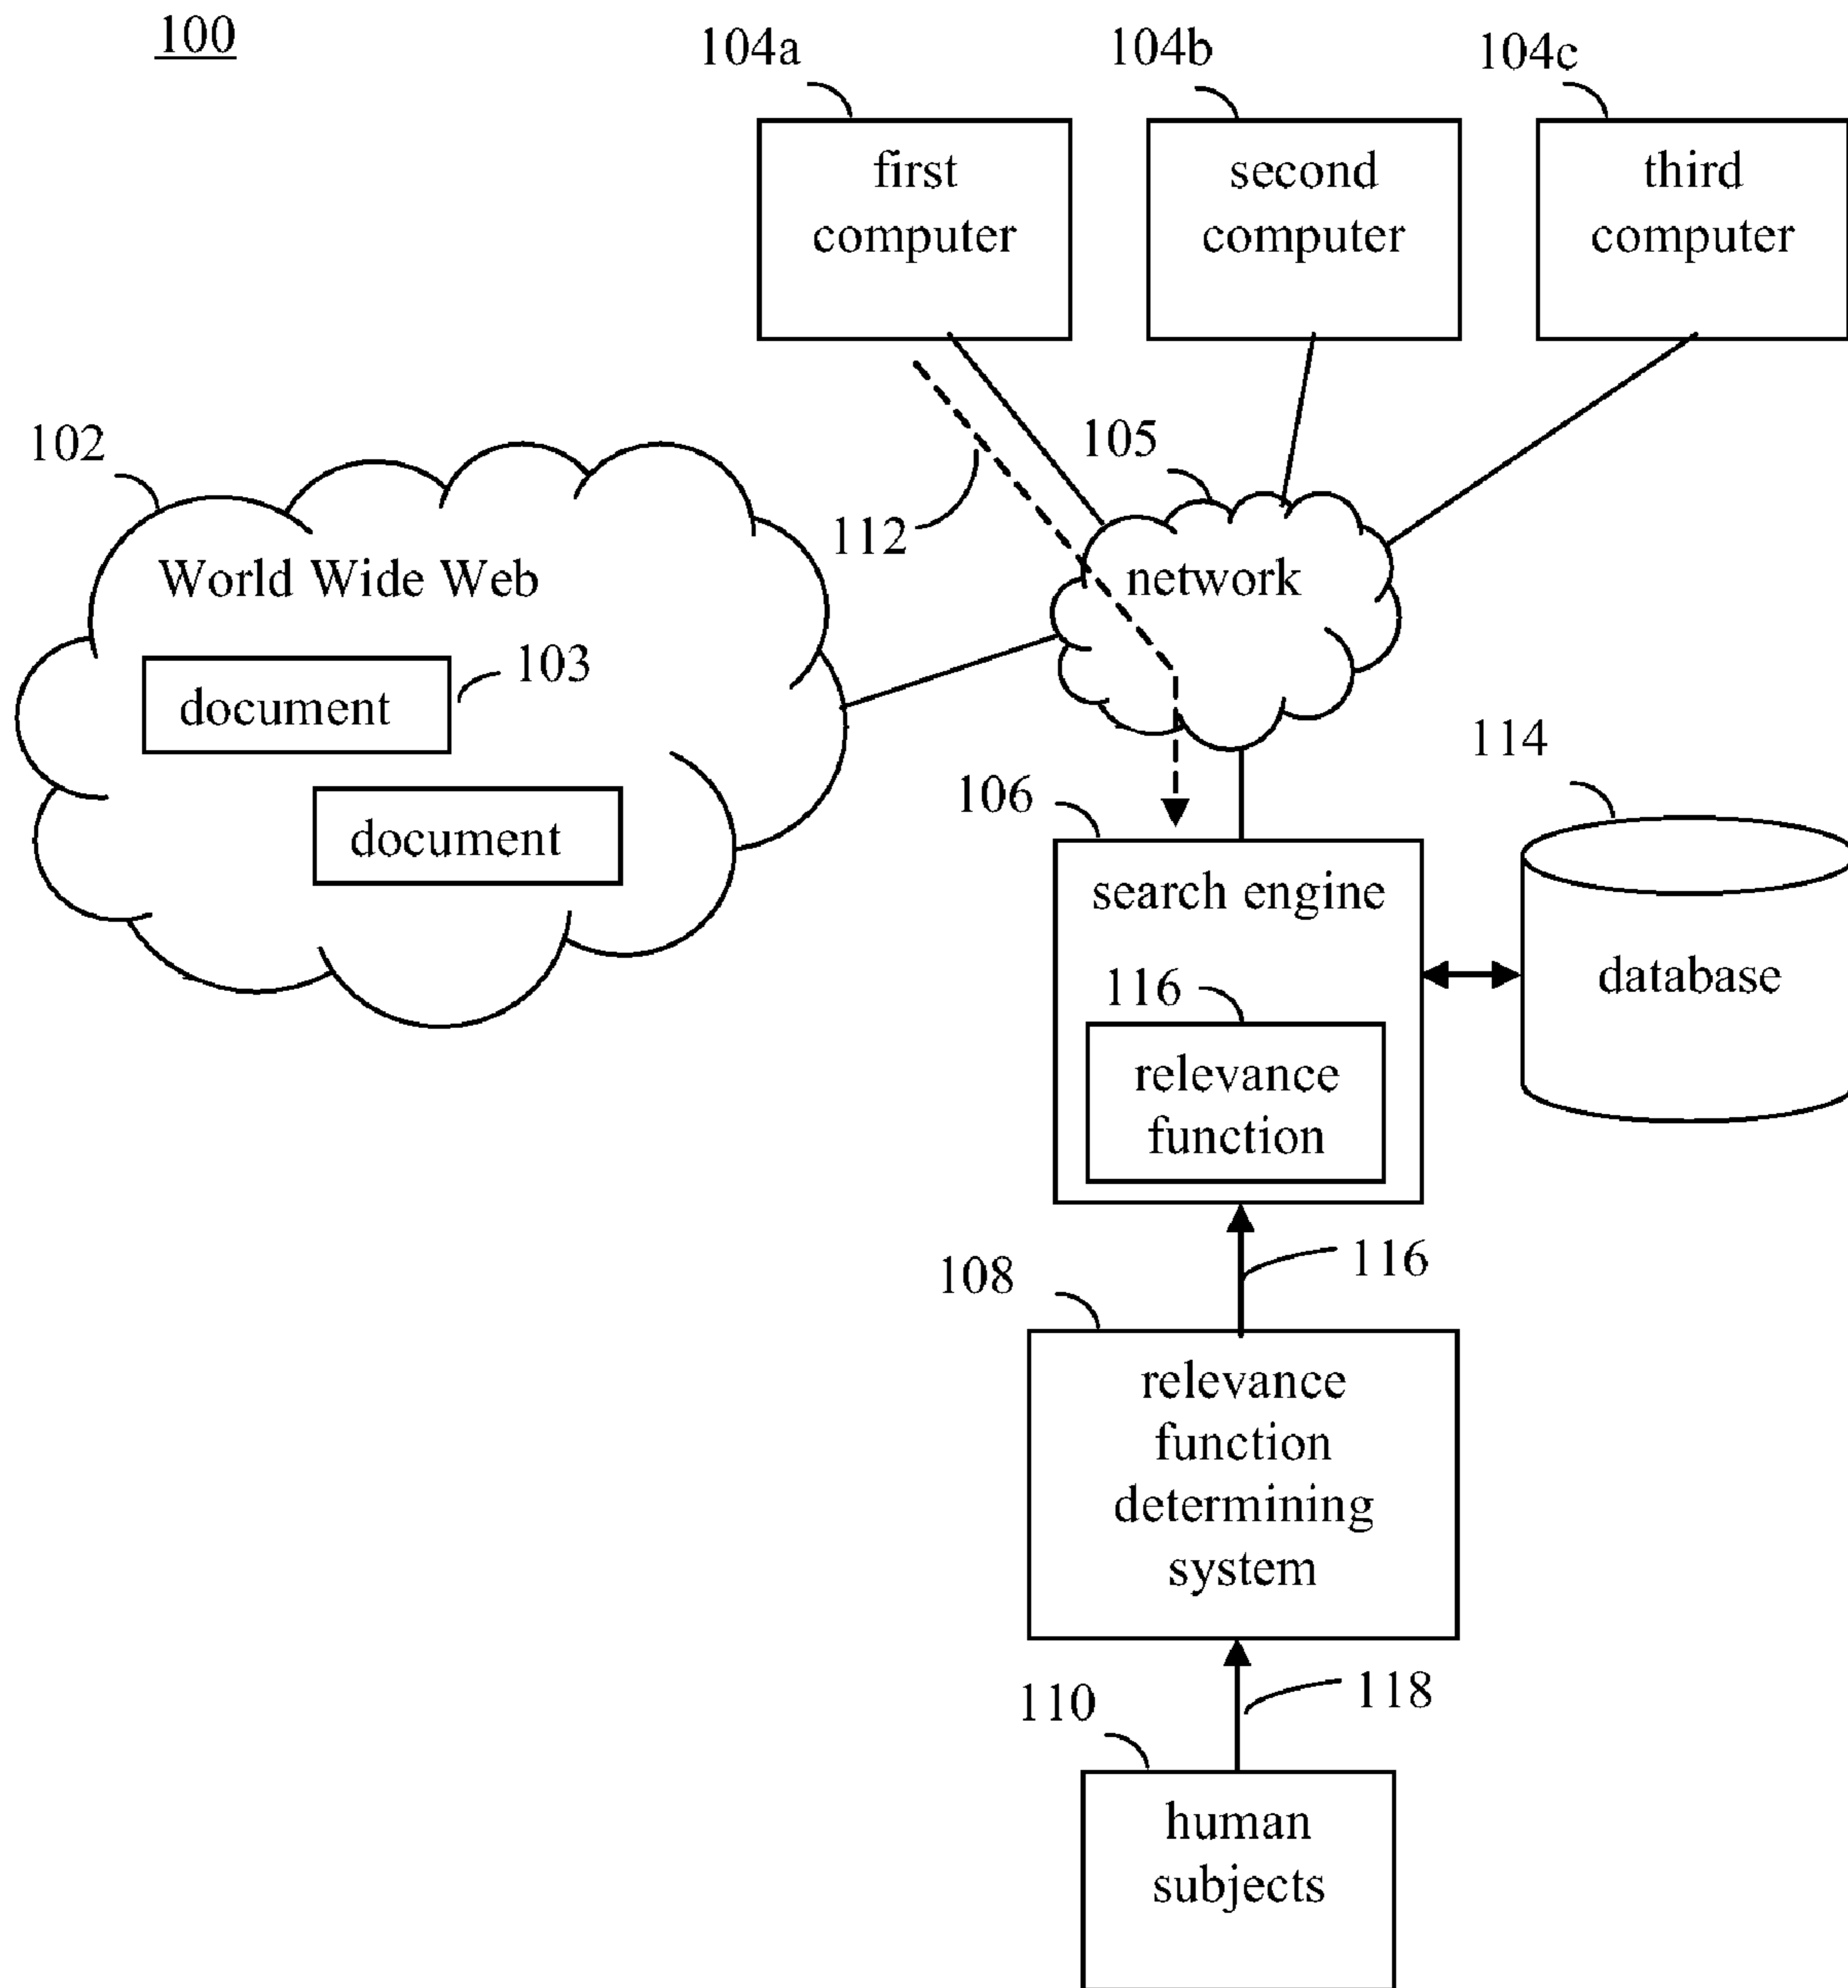 100
104a
104b
104c
first
computer
second
computer
third
computer
102
105
112
World Wide Web
network
document
103
document
114
106
search engine
116
relevance
function
database
116
108
relevance
function
determining
system
118
110
human
subjects